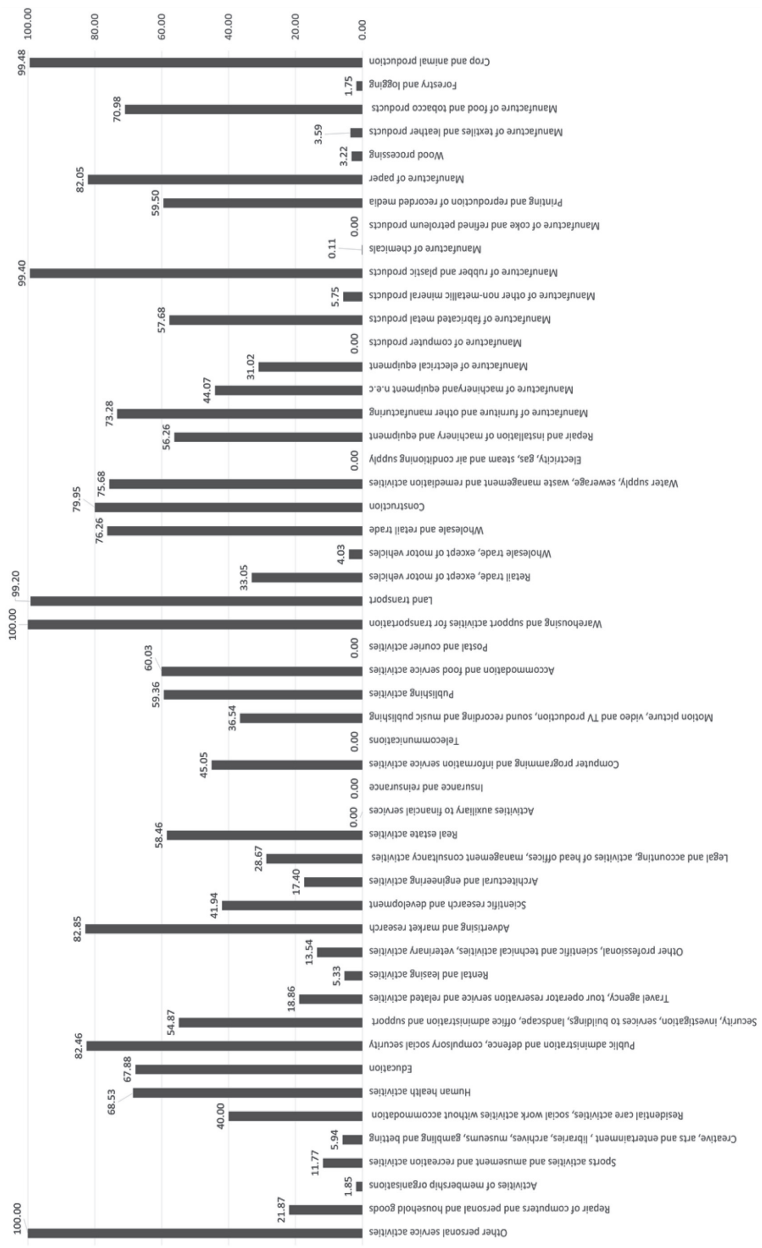 100.00
80.00
60.00
40.00
20.00
0.00
99.48 Crop and animal production
1.75 Forestry and logging
70.98 Manufacture of food and tobacco products
3.59 Manufacture of textiles and leather products
3.22 Wood processing
82.05 Manufacture of paper
59.50 Printing and reproduction of recorded media
0.00 Manufacture of coke and refined petroleum products
0.11 Manufacture of chemicals
99.40 Manufacture of rubber and plastic products
5.75 Manufacture of other non-metallic mineral products
57.68 Manufacture of fabricated metal products
0.00 Manufacture of computer products
31.02 Manufacture of electrical equipment
44.07 Manufacture of machineryand equipment n.e.c
73.28 Manufacture of furniture and other manufacturing
56.26 Repair and installation of machinery and equipment
0.00 Electricity, gas, steam and air conditioning supply
75.68 Water supply, sewerage, waste management and remediation activities
79.95 Construction
76.26 Wholesale and retail trade
4.03 Wholesale trade, except of motor vehicles
33.05 Retail trade, except of motor vehicles
99.20 Land transport
100.00 Warehousing and support activities for transportation
0.00 Postal and courier activities
60.03 Accommodation and food service activities
59.36 Publishing activities
36.54 Motion picture, video and TV production, sound recording and music publishing
0.00 Telecommunications
45.05 Computer programming and information service activities
0.00 Insurance and reinsurance
0.00 Activities auxiliary to financial services
58.46 Real estate activities
28.67 Legal and accounting, activities of head offices, management consultancy activities
17.40 Architectural and engineering activities
41.94 Scientific research and development
82.85 Advertising and market research
13.54 Other professional, scientific and technical activities, veterinary activities
5.33 Rental and leasing activities
18.86 Travel agency, tour operator reservation service and related activities
54.87 Security, investigation, services to buildings, landscape, office administration and support
82.46 Public administration and defence, compulsory social security
67.88 Education
68.53 Human health activities
40.00 Residential care activities, social work activities without accommodation
5.94 Creative, arts and entertainment , libraries, archives, museums, gambling and betting
11.77 Sports activities and amusement and recreation activities
1.85 Activities of membership organisations
21.87 Repair of computers and personal and household goods
100.00 Other personal service activities